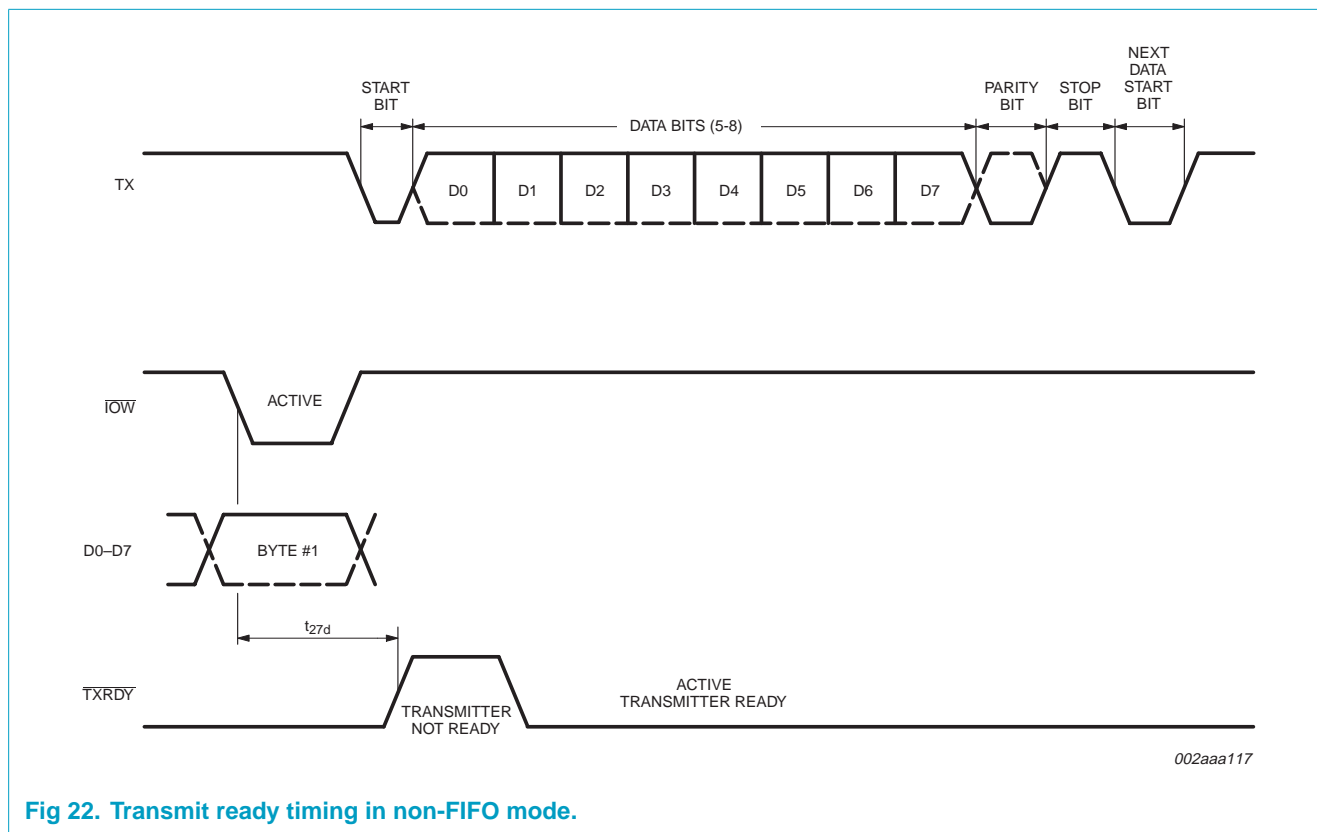 START
BIT
DATA BITS (5-8)
PARITY
BIT
STOP
BIT
NEXT
DATA
START
BIT
TX
D0
D1
D2
D3
D4
D5
D6
D7
IOW
ACTIVE
D0–D7
BYTE #1
t27d
TXRDY
TRANSMITTER
NOT READY
ACTIVE
TRANSMITTER READY
002aaa117
Fig 22. Transmit ready timing in non-FIFO mode.